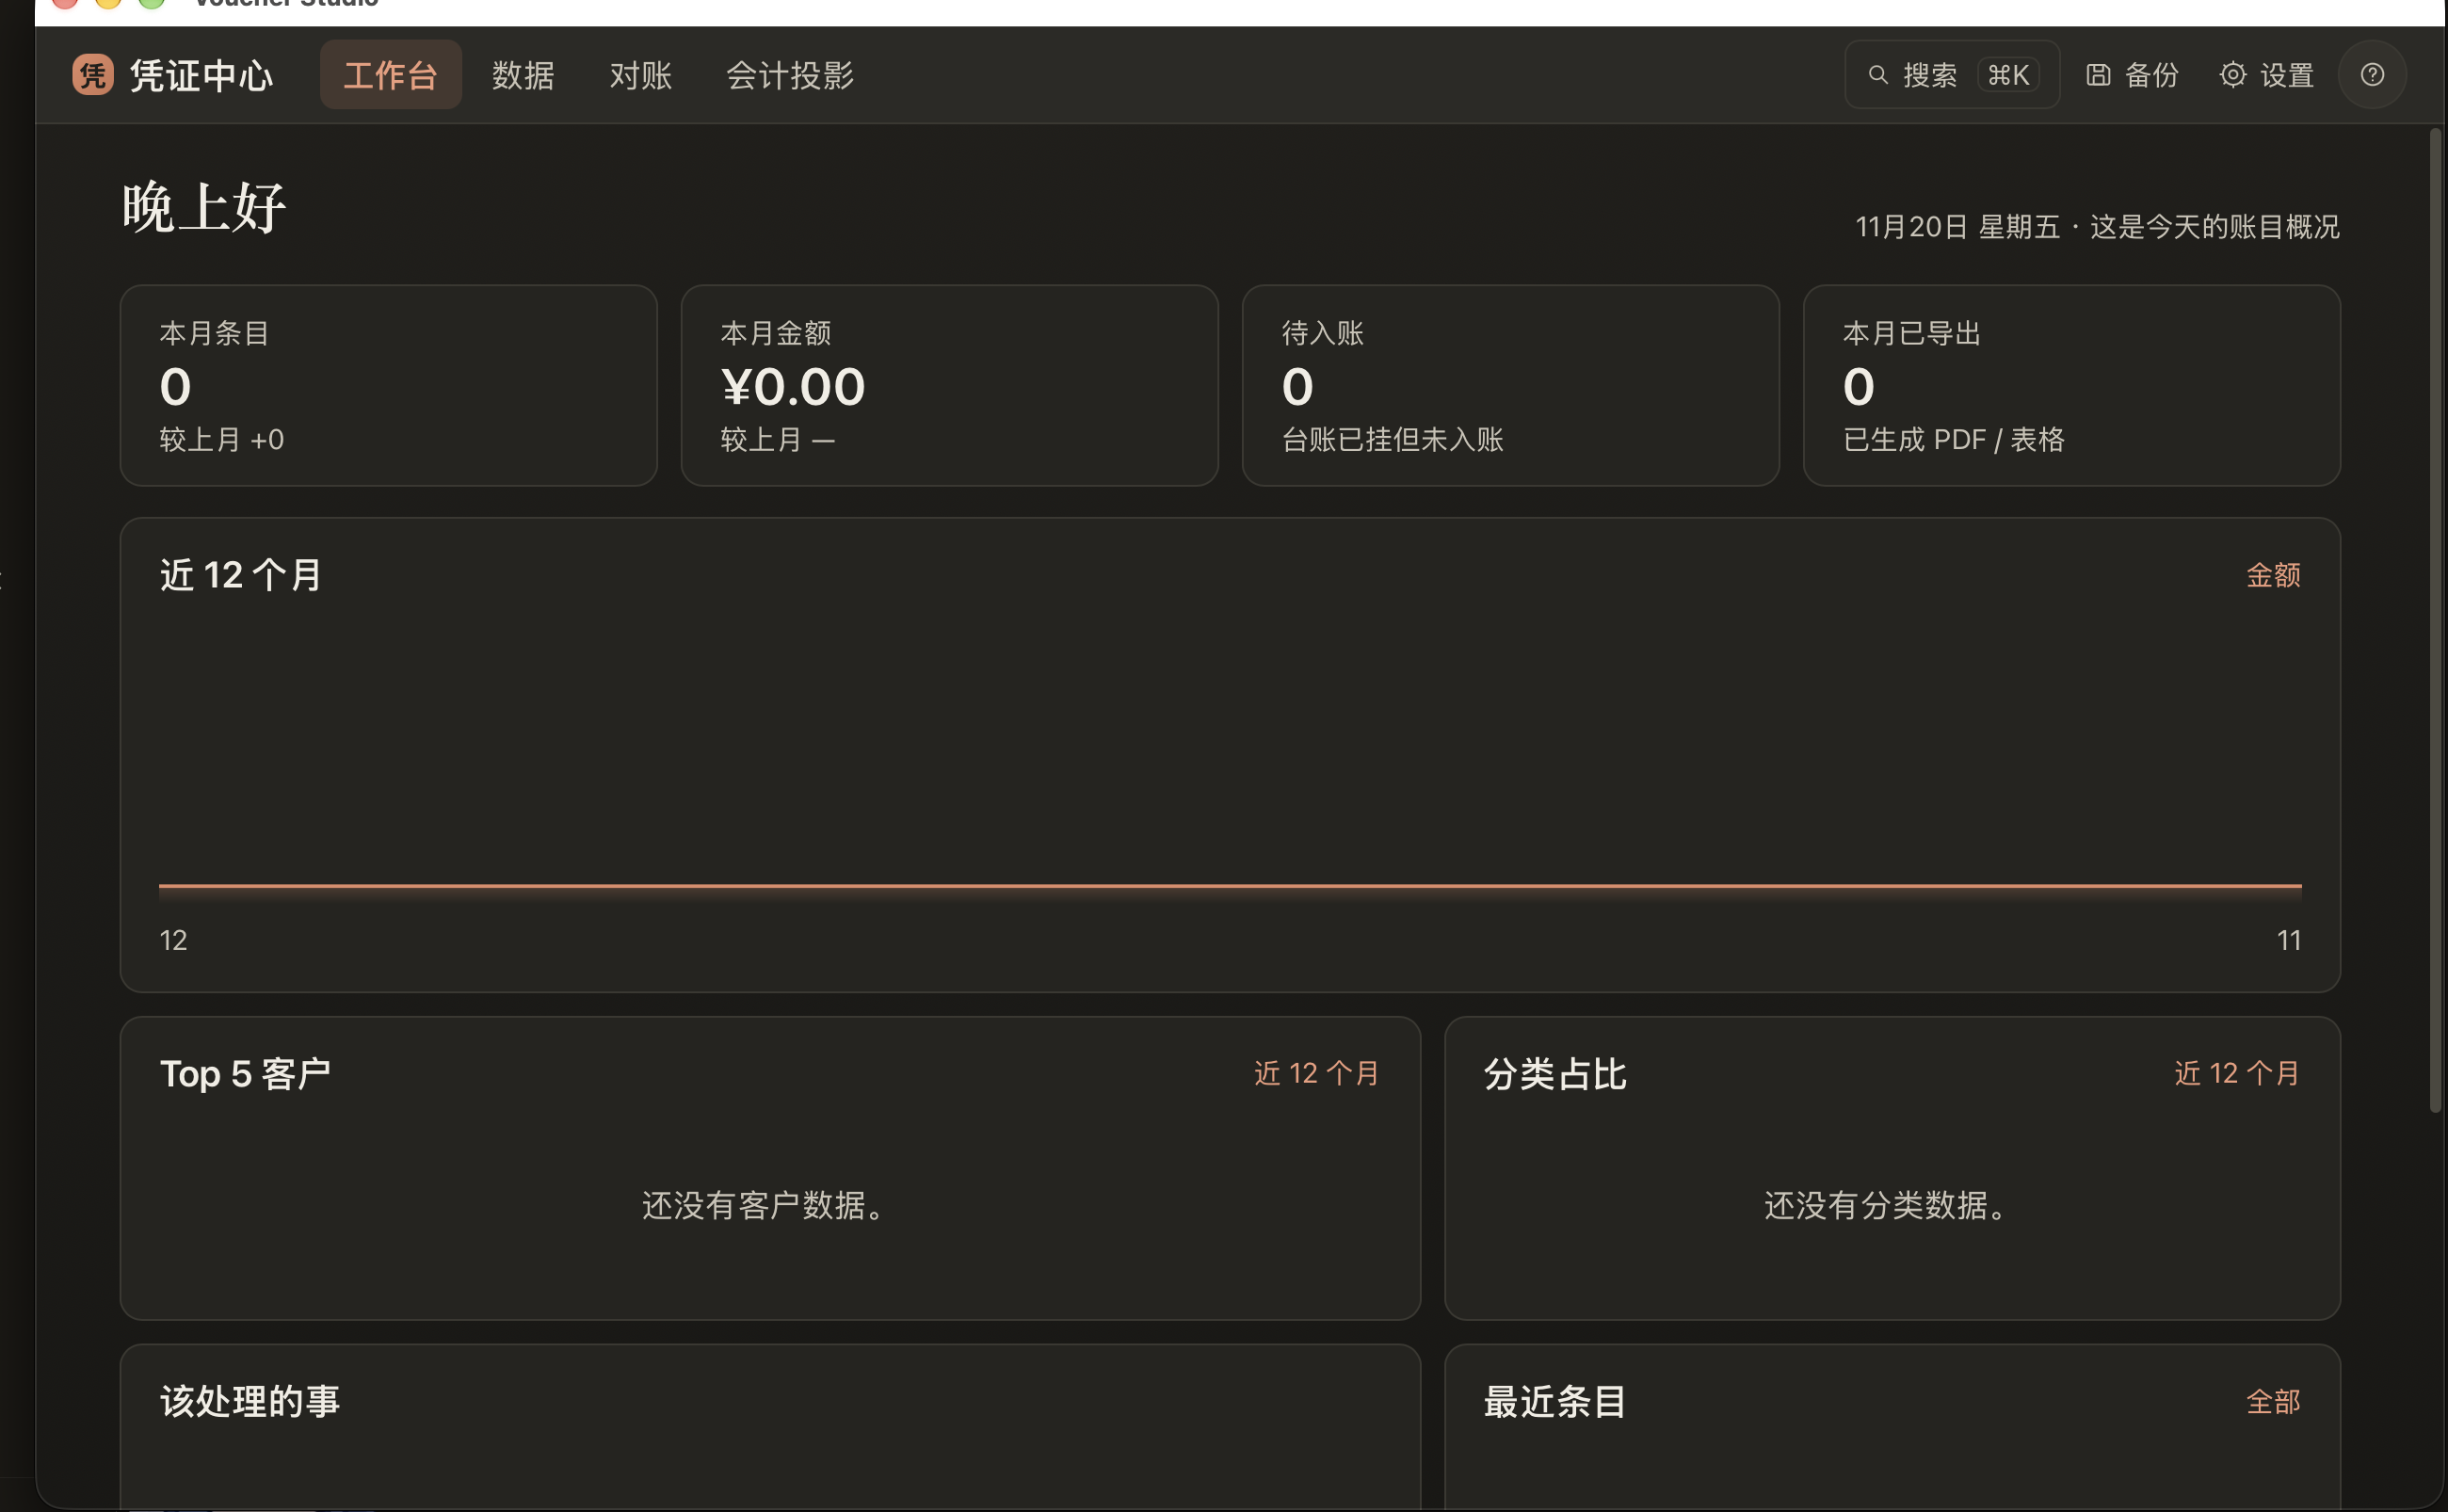 Voucher Studio
凭 凭证中心 工作台 数据 对账 会计投影 搜索 ⌘K 备份 设置
晚上好
11月20日 星期五 · 这是今天的账目概况
本月条目 本月金额 待入账 本月已导出
0 ¥0.00 0 0
较上月 +0 较上月 — 台账已挂但未入账 已生成 PDF / 表格
近 12 个月 金额
12 11
Top 5 客户 近 12 个月 分类占比 近 12 个月
还没有客户数据。 还没有分类数据。
该处理的事 最近条目 全部